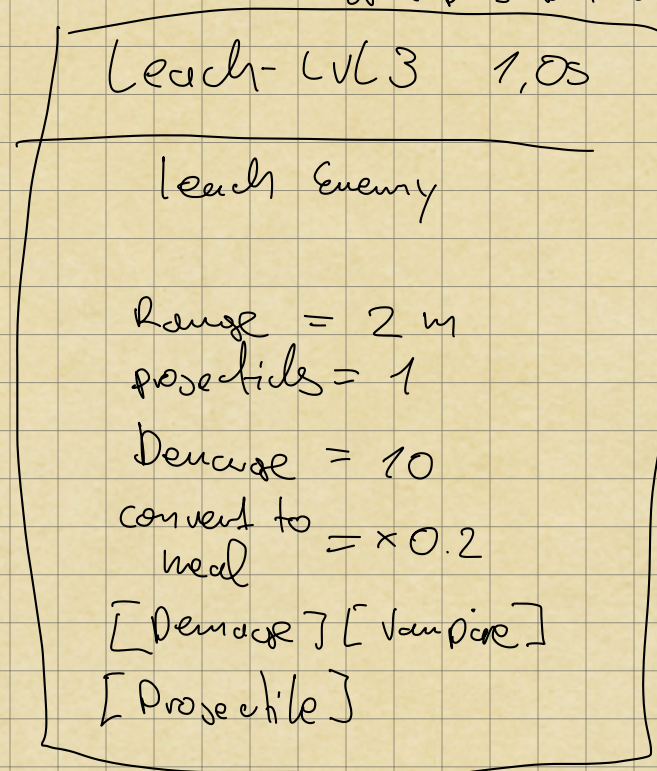 Leach- LVL3 1,0s
Leach Enemy
Range = 2 m
projectils = 1
Demage = 10
convert to
heal = ×0.2
[Demage] [Vampire]
[Projectile]